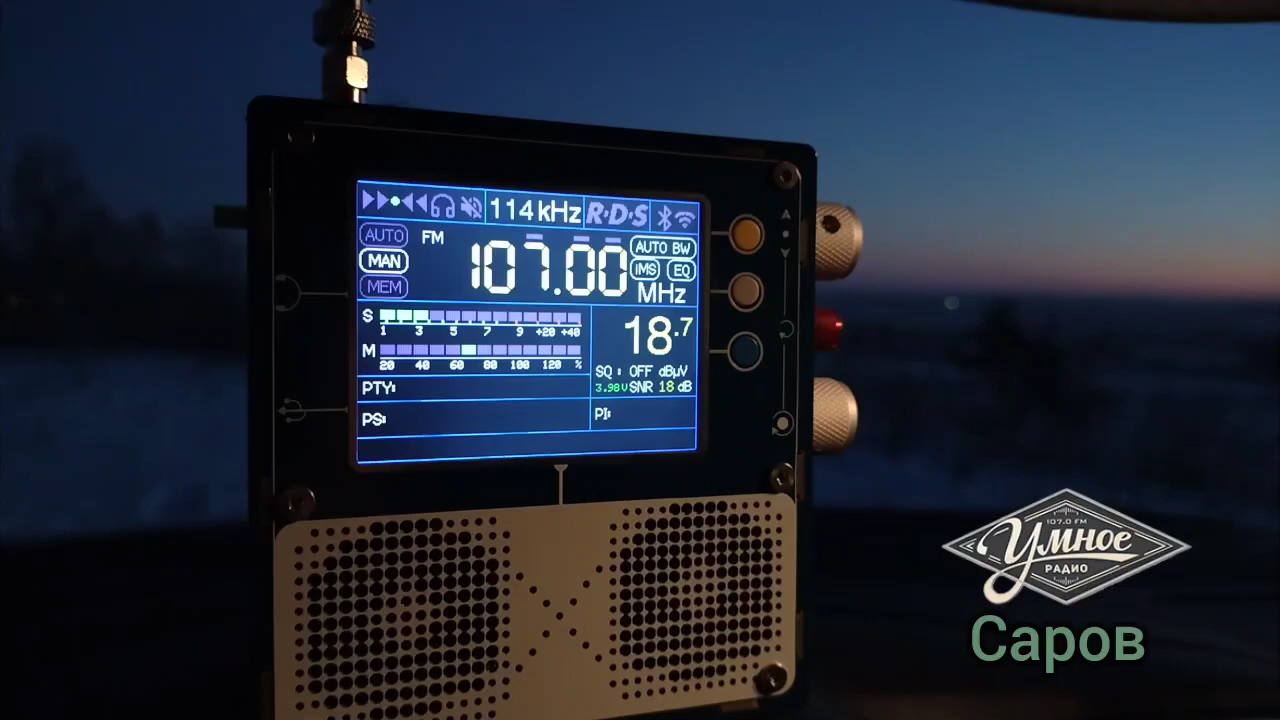 114 kHz R·D·S
AUTO FM 107.00 AUTO BW
MAN IMS EQ
MEM MHz
S 1 3 5 7 9 +20 +40 18.7
M 20 40 60 80 100 120 %
SQ : OFF dBµV
3.98V SNR 18 dB
PTY:
PS: PI:
107.0 FM
Умное
РАДИО
Саров